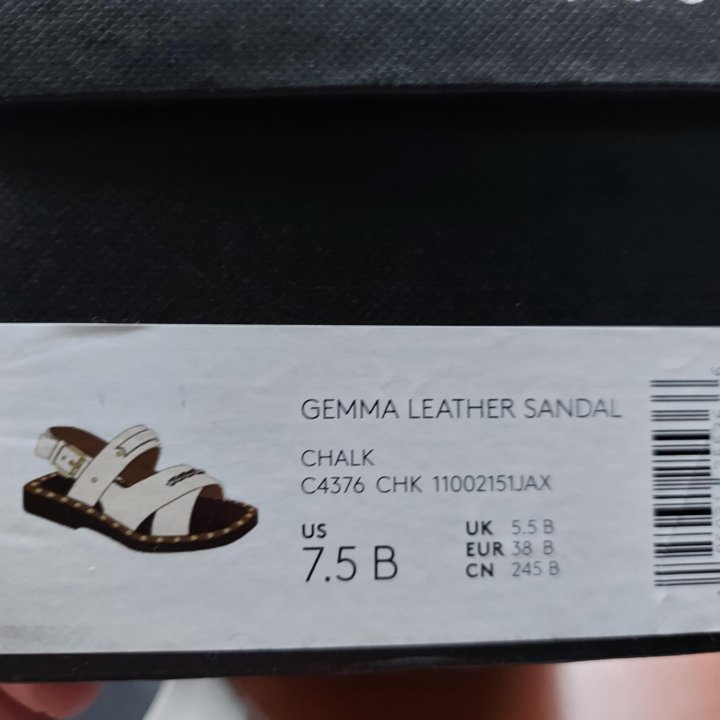 GEMMA LEATHER SANDAL
CHALK
C4376 CHK 11002151JAX
US
7.5 B
UK 5.5 B
EUR 38 B
CN 245 B